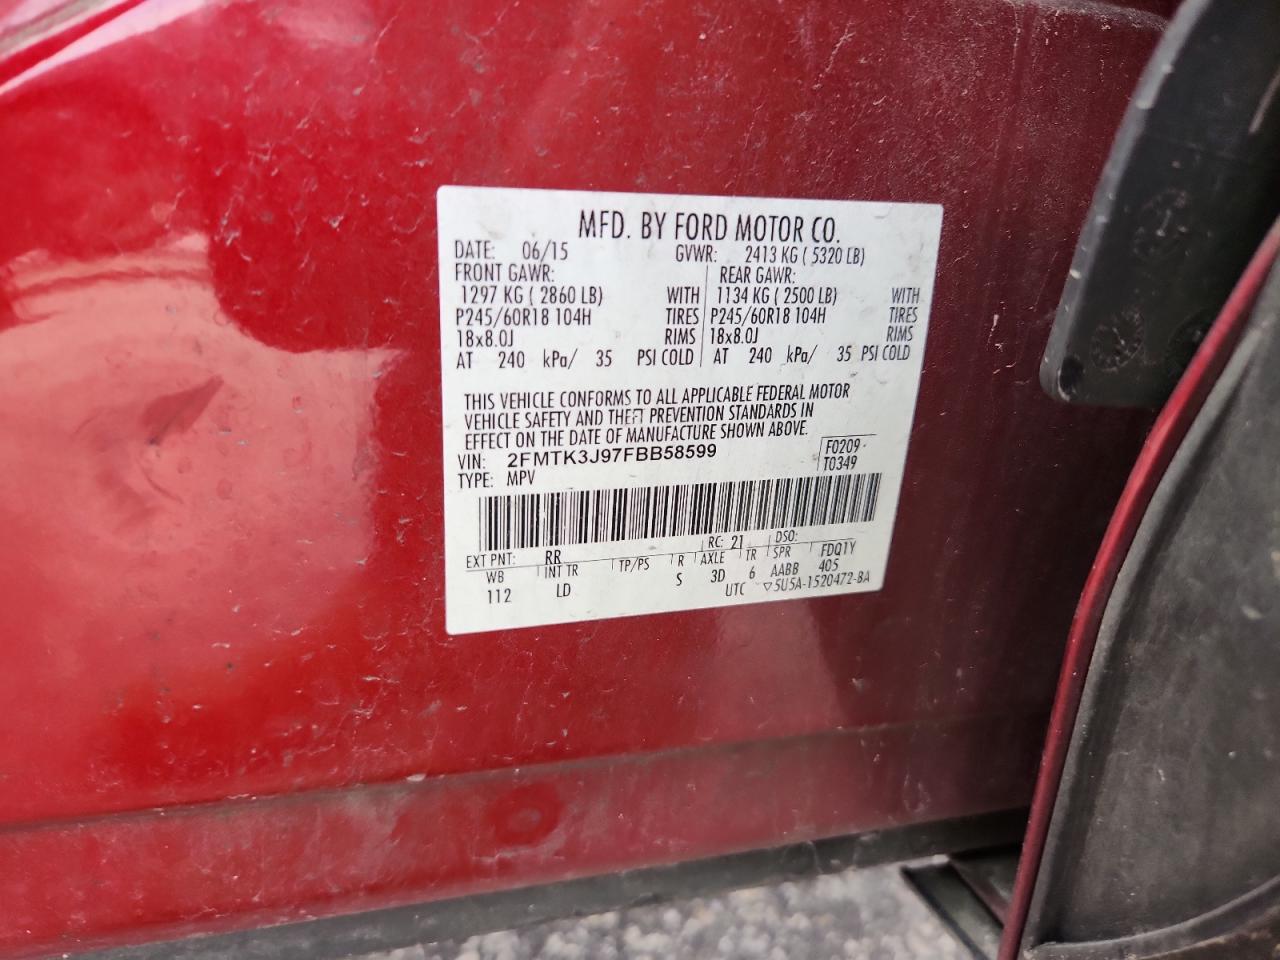 MFD. BY FORD MOTOR CO.
DATE: 06/15 GVWR: 2413 KG ( 5320 LB)
FRONT GAWR: REAR GAWR:
1297 KG ( 2860 LB) WITH 1134 KG ( 2500 LB) WITH
P245/60R18 104H TIRES P245/60R18 104H TIRES
18x8.0J RIMS 18x8.0J RIMS
AT 240 kPa/ 35 PSI COLD AT 240 kPa/ 35 PSI COLD
THIS VEHICLE CONFORMS TO ALL APPLICABLE FEDERAL MOTOR
VEHICLE SAFETY AND THEFT PREVENTION STANDARDS IN
EFFECT ON THE DATE OF MANUFACTURE SHOWN ABOVE.
VIN: 2FMTK3J97FBB58599 F0209
TYPE: MPV T0349
EXT PNT: RR RC: 21 DSO:
WB INT TR TP/PS R AXLE TR SPR FDQ1Y
112 LD S 3D 6 AABB 405
UTC ▽5U5A-1520472-BA